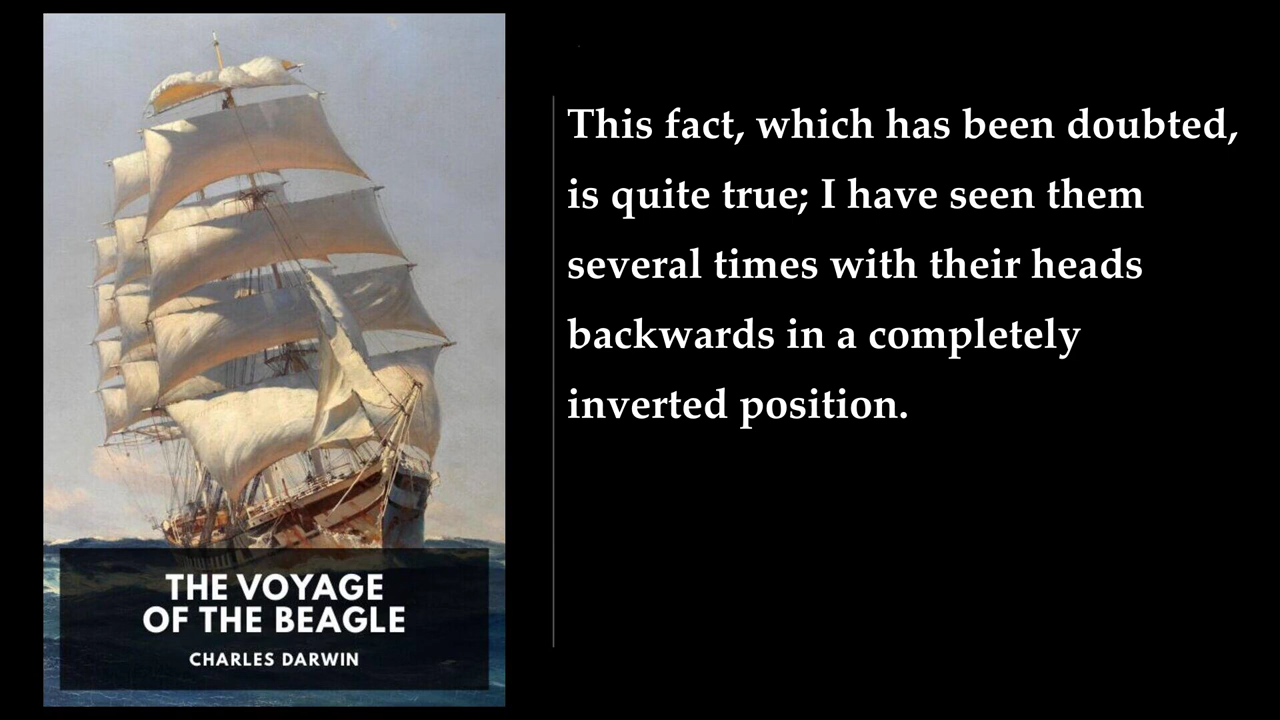 THE VOYAGE
OF THE BEAGLE
CHARLES DARWIN
This fact, which has been doubted,
is quite true; I have seen them
several times with their heads
backwards in a completely
inverted position.